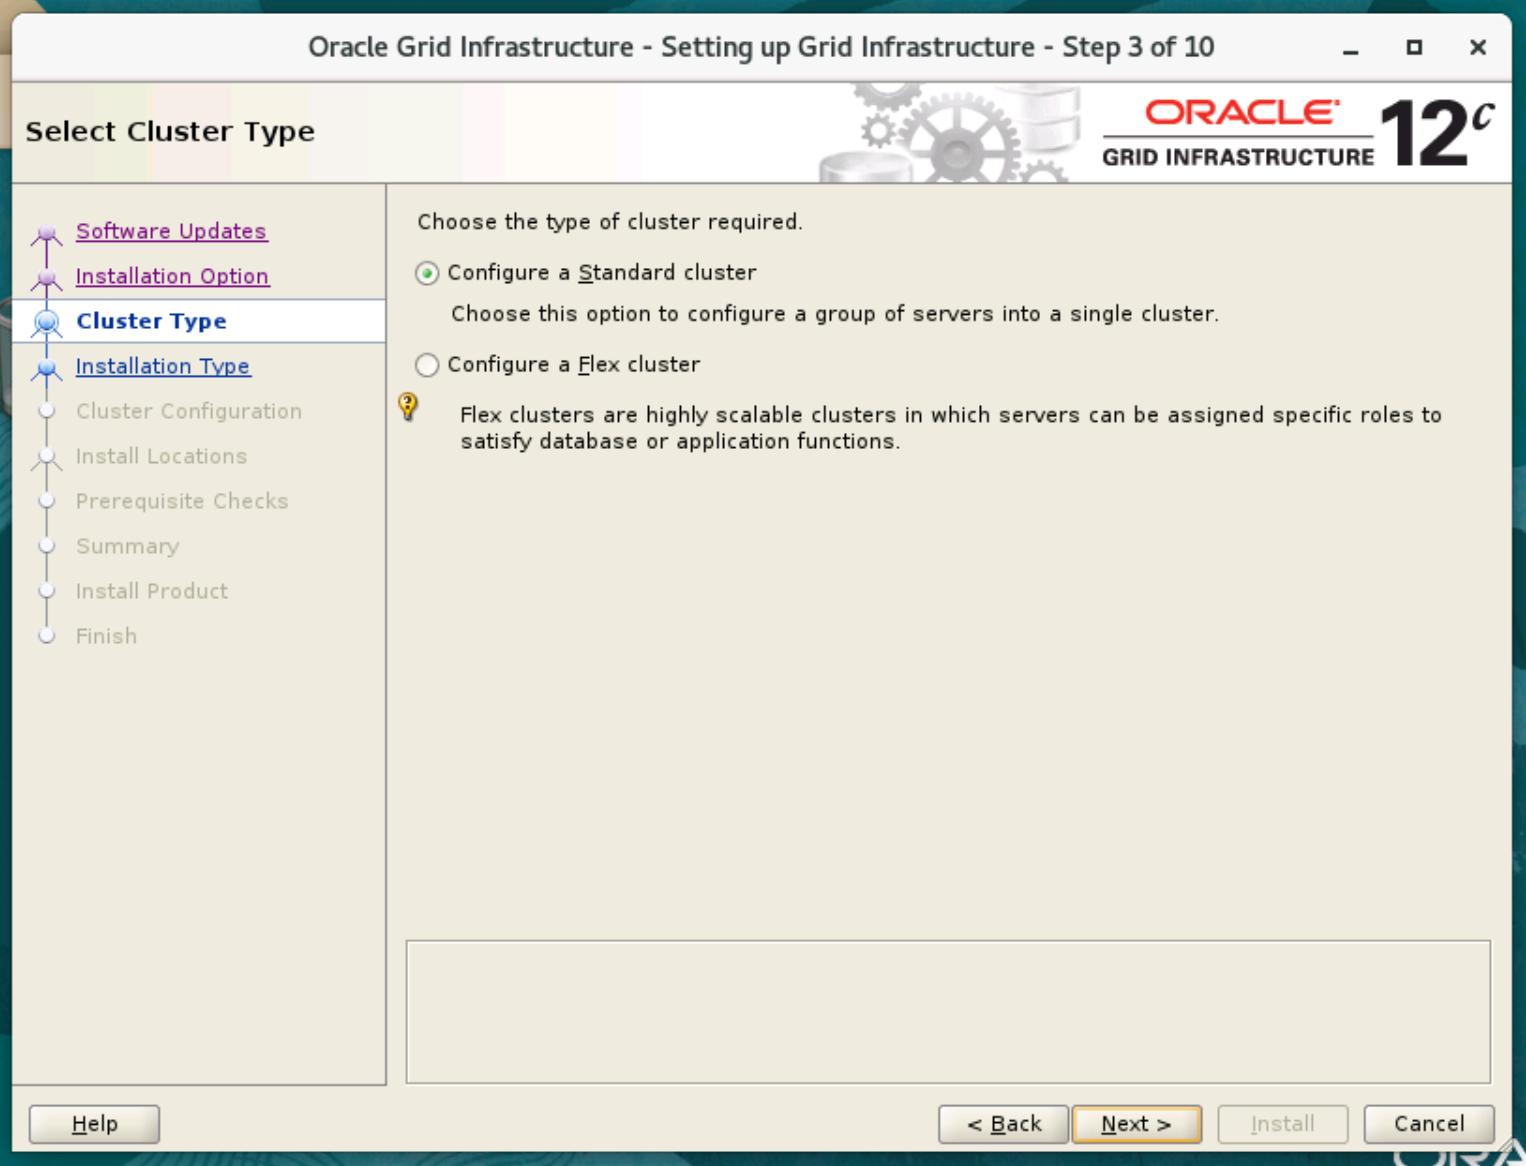 Oracle Grid Infrastructure - Setting up Grid Infrastructure - Step 3 of 10
Select Cluster Type
ORACLE
GRID INFRASTRUCTURE
12c
Software Updates
Installation Option
Cluster Type
Installation Type
Cluster Configuration
Install Locations
Prerequisite Checks
Summary
Install Product
Finish
Choose the type of cluster required.
Configure a Standard cluster
Choose this option to configure a group of servers into a single cluster.
Configure a Flex cluster
Flex clusters are highly scalable clusters in which servers can be assigned specific roles to
satisfy database or application functions.
Help
< Back
Next >
Install
Cancel